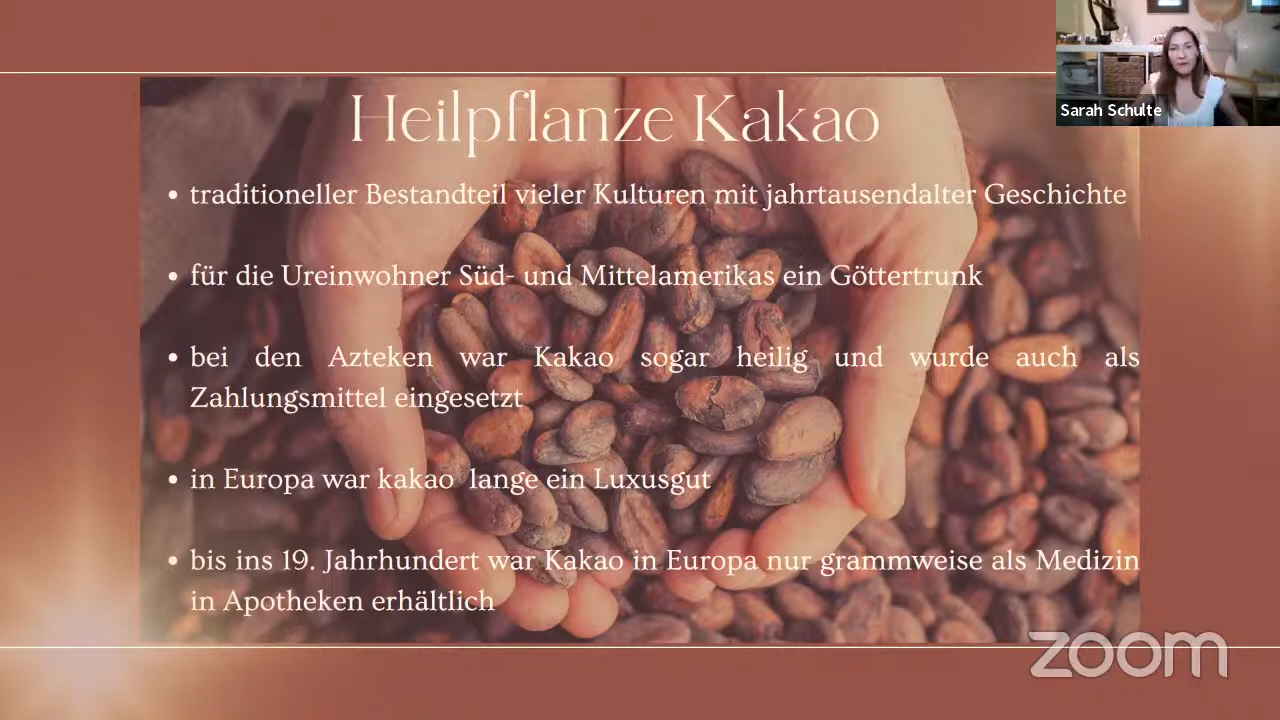 Sarah Schulte
Heilpflanze Kakao
• traditioneller Bestandteil vieler Kulturen mit jahrtausendalter Geschichte
• für die Ureinwohner Süd- und Mittelamerikas ein Göttertrunk
• bei den Azteken war Kakao sogar heilig und wurde auch als
Zahlungsmittel eingesetzt
• in Europa war kakao lange ein Luxusgut
• bis ins 19. Jahrhundert war Kakao in Europa nur grammweise als Medizin
in Apotheken erhältlich
zoom